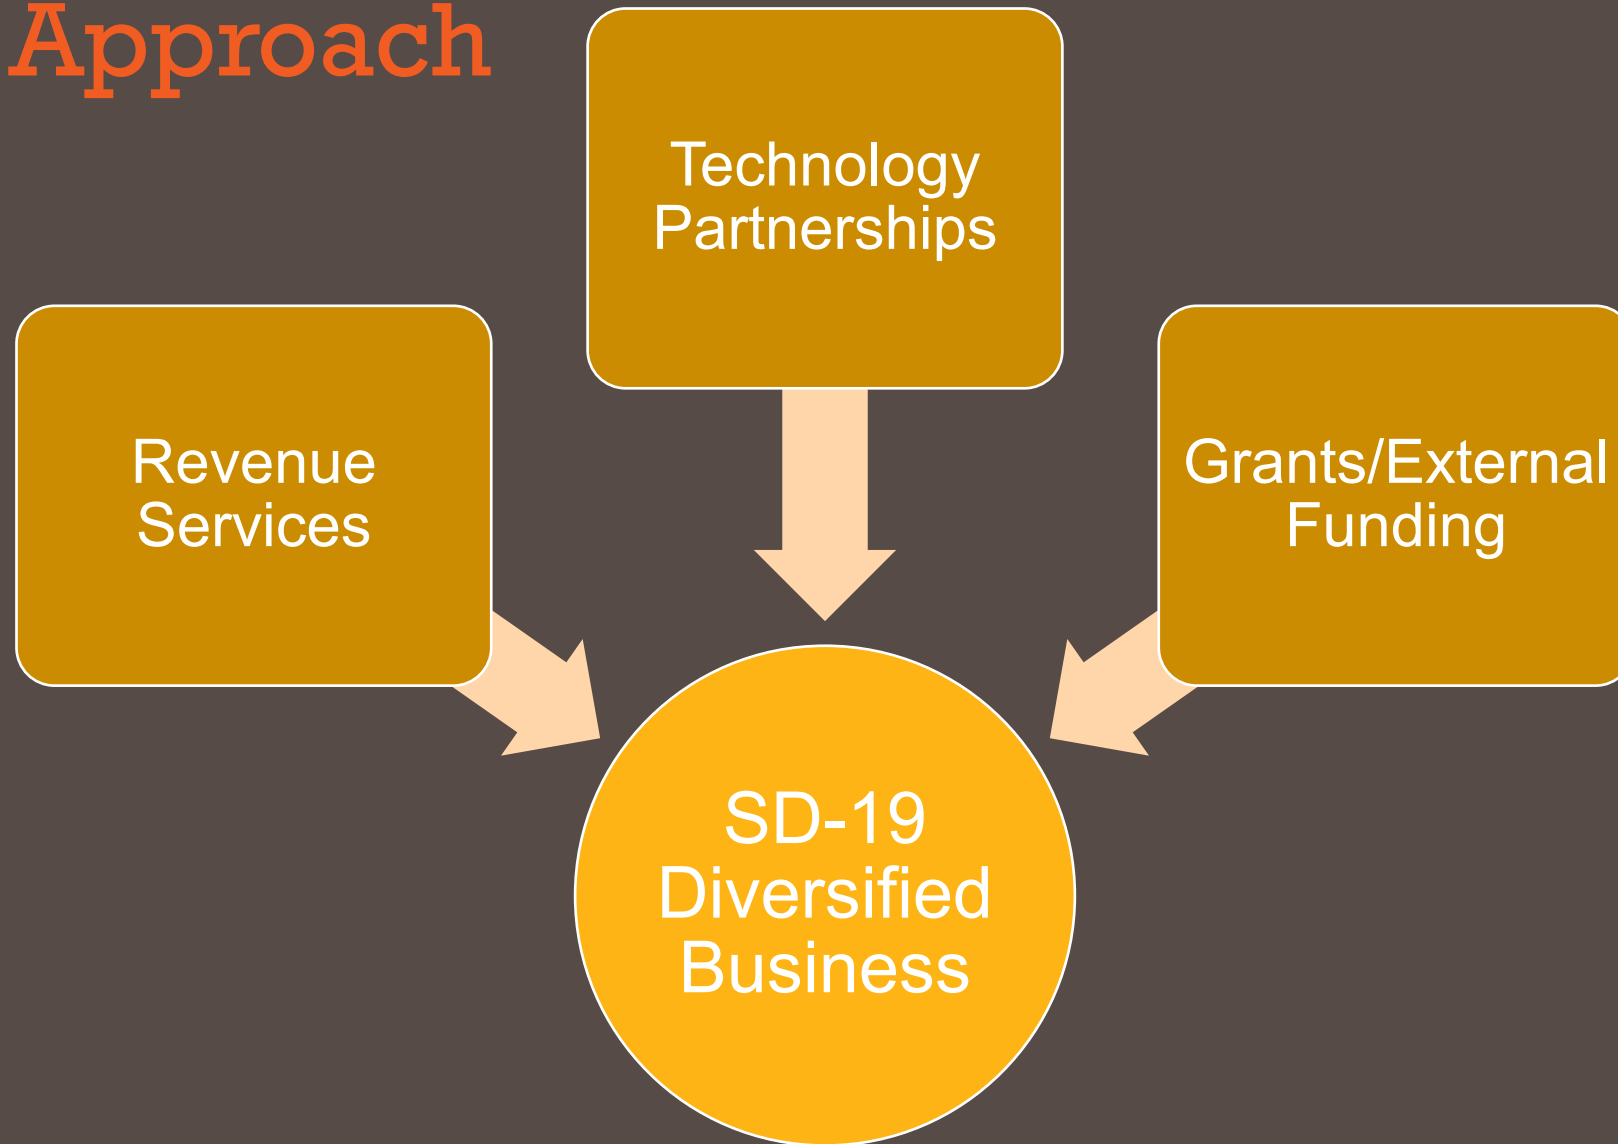 Approach
Technology
Partnerships
Revenue
Services
Grants/External
Funding
SD-19
Diversified
Business